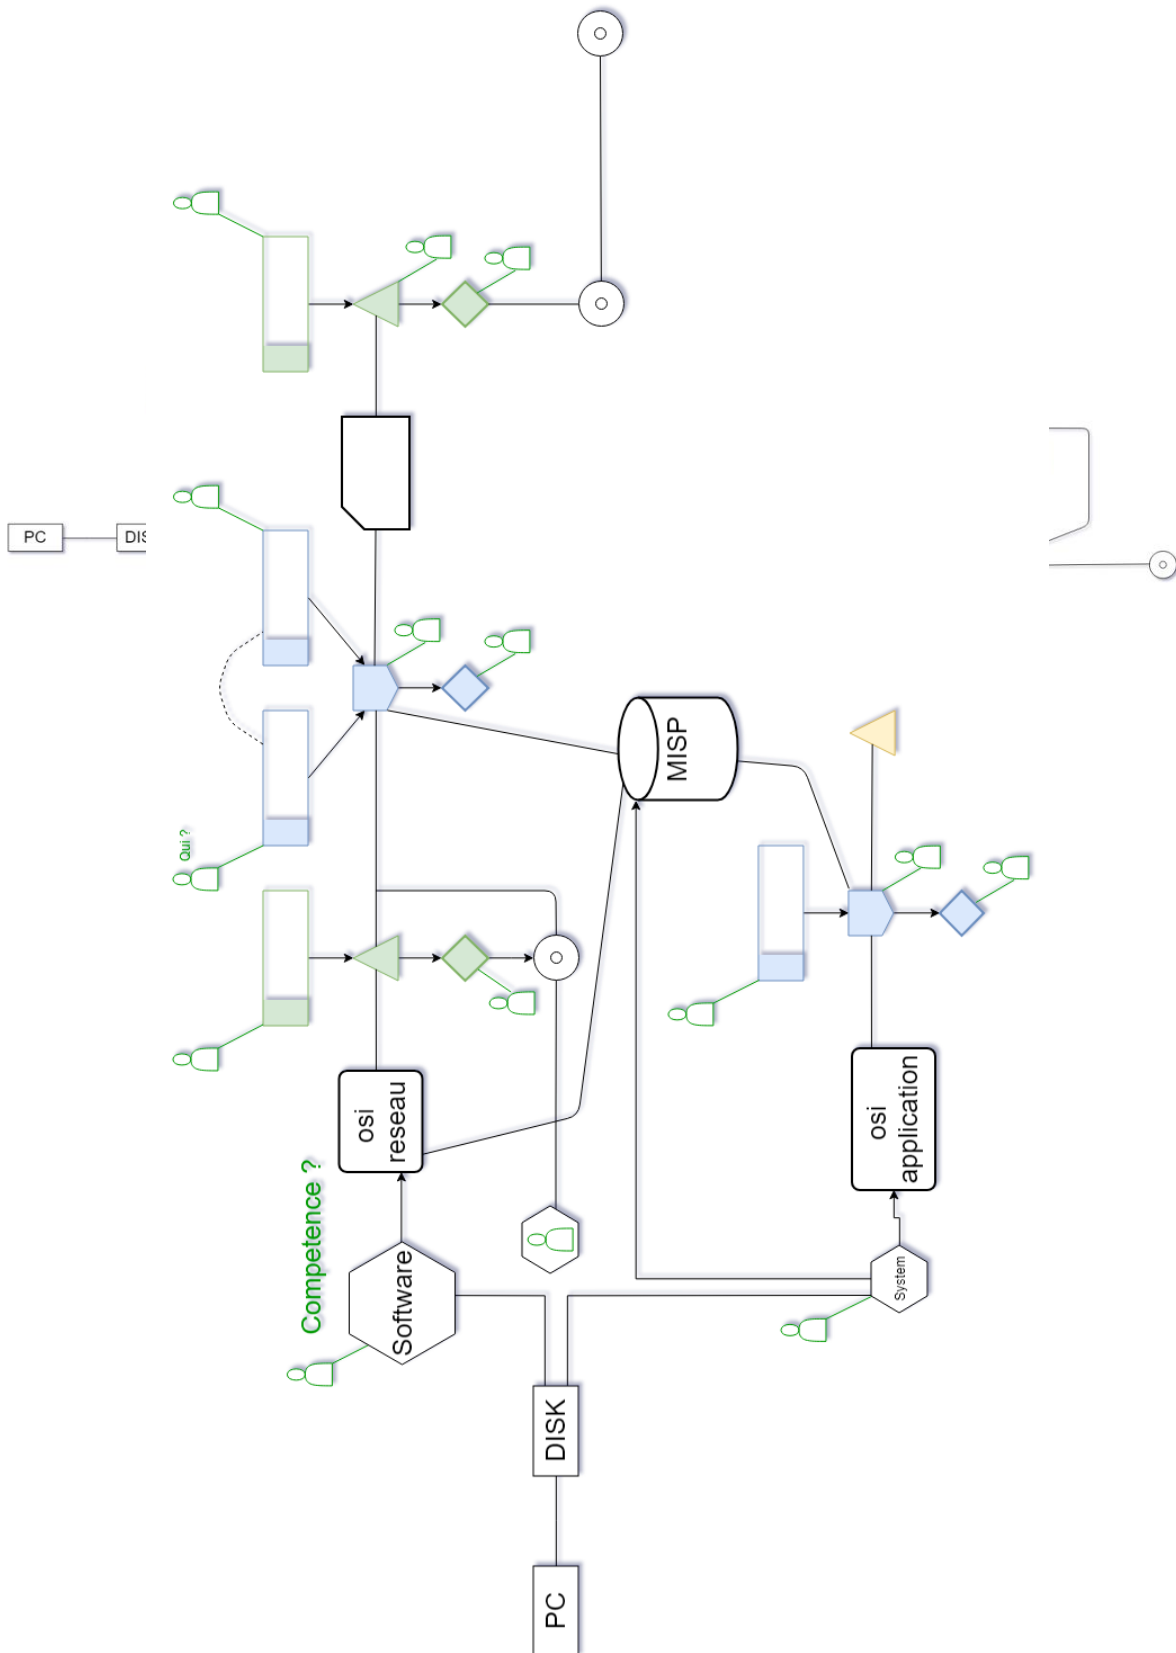 PC
DIS
MISP
Qui ?
osi
reseau
osi
application
Competence ?
Software
System
DISK
PC